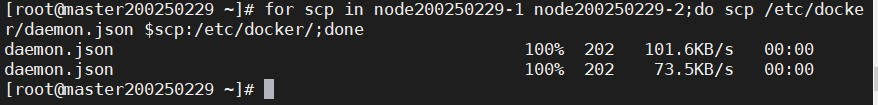 [root@master200250229 ~]# for scp in node200250229-1 node200250229-2;do scp /etc/docke
r/daemon.json $scp:/etc/docker/;done
daemon.json 100% 202 101.6KB/s 00:00
daemon.json 100% 202 73.5KB/s 00:00
[root@master200250229 ~]#